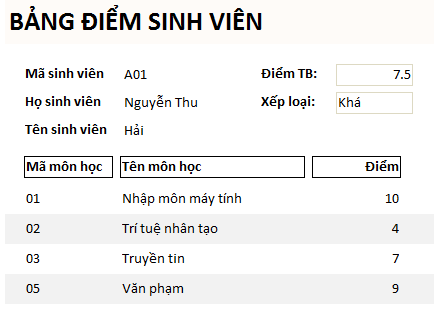 BẢNG ĐIỂM SINH VIÊN
Mã sinh viên A01 Điểm TB: 7.5
Họ sinh viên Nguyễn Thu Xếp loại: Khá
Tên sinh viên Hải
Mã môn học Tên môn học Điểm
01 Nhập môn máy tính 10
02 Trí tuệ nhân tạo 4
03 Truyền tin 7
05 Văn phạm 9